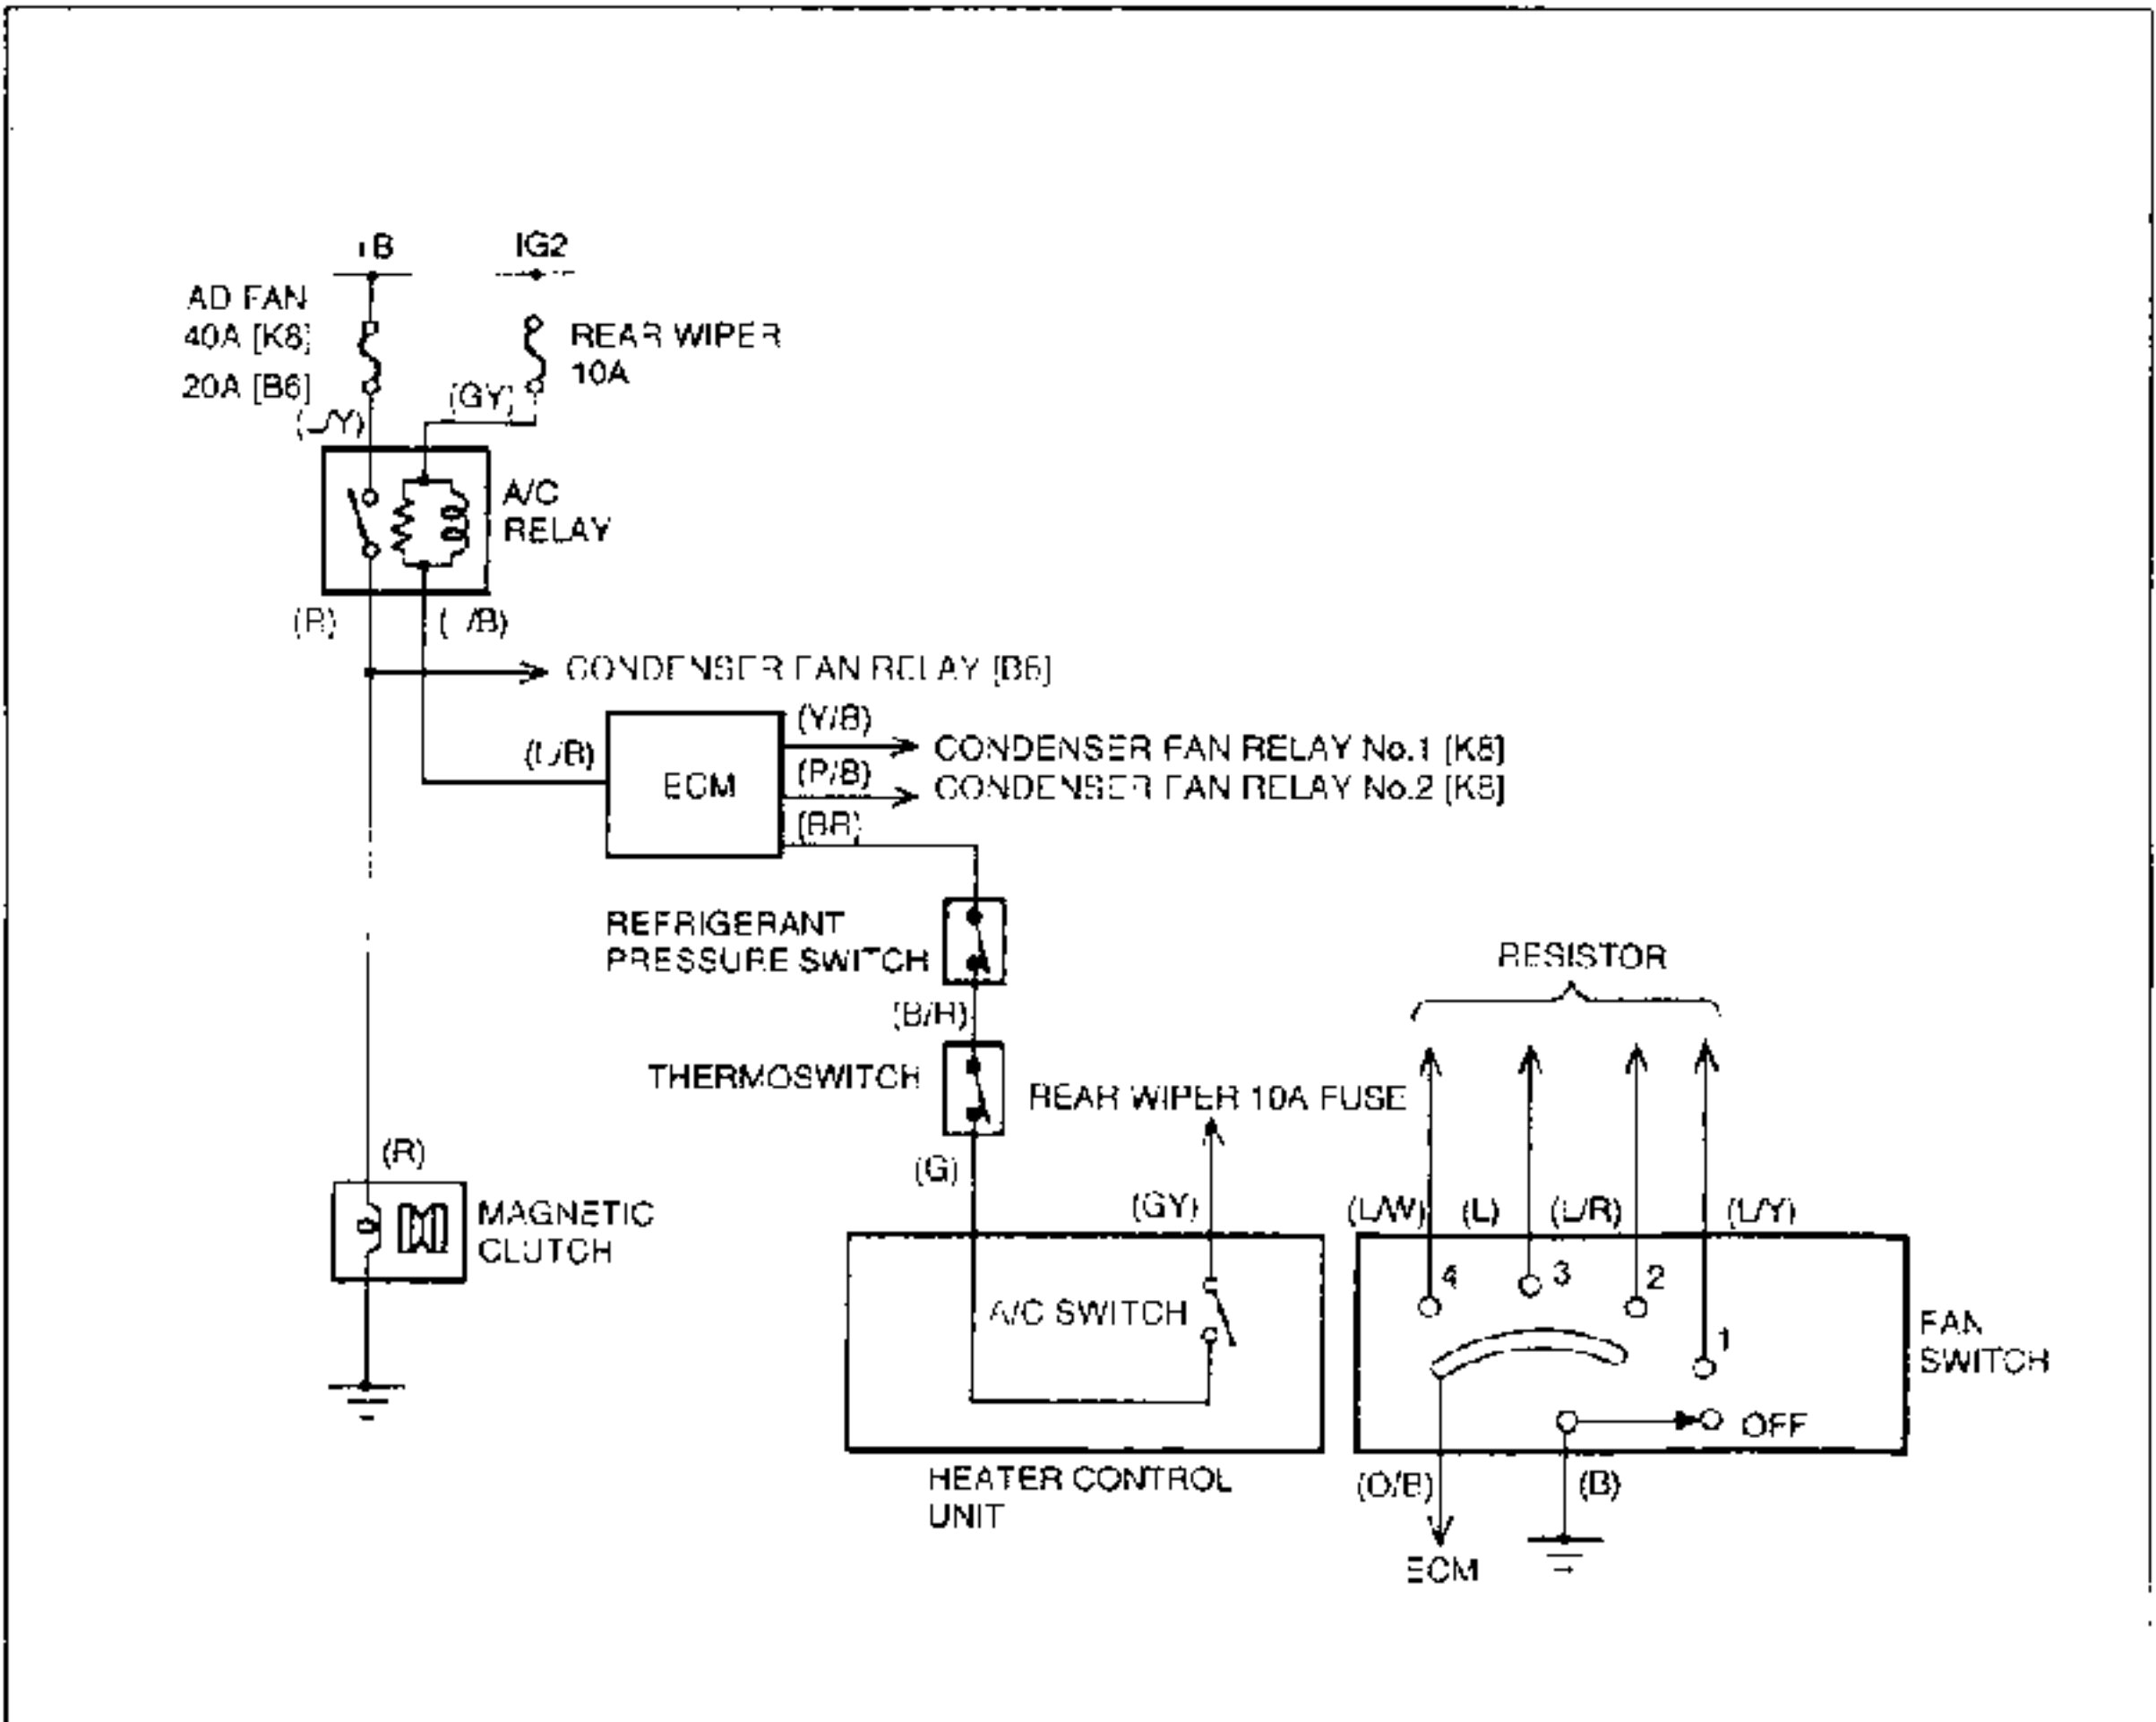 +B
IG2
AD FAN
40A [K8]
20A [B6]
REAR WIPER
10A
(GY)
(L/Y)
A/C
RELAY
(R)
(L/B)
CONDENSER FAN RELAY [B6]
(L/B)
ECM
(Y/B)
CONDENSER FAN RELAY No.1 [K8]
(P/B)
CONDENSER FAN RELAY No.2 [K8]
(BR)
REFRIGERANT
PRESSURE SWITCH
(B/R)
THERMOSWITCH
REAR WIPER 10A FUSE
(G)
(GY)
RESISTOR
(L/W)
(L)
(L/R)
(L/Y)
(R)
MAGNETIC
CLUTCH
A/C SWITCH
HEATER CONTROL
UNIT
4
3
2
1
OFF
FAN
SWITCH
(O/B)
(B)
ECM